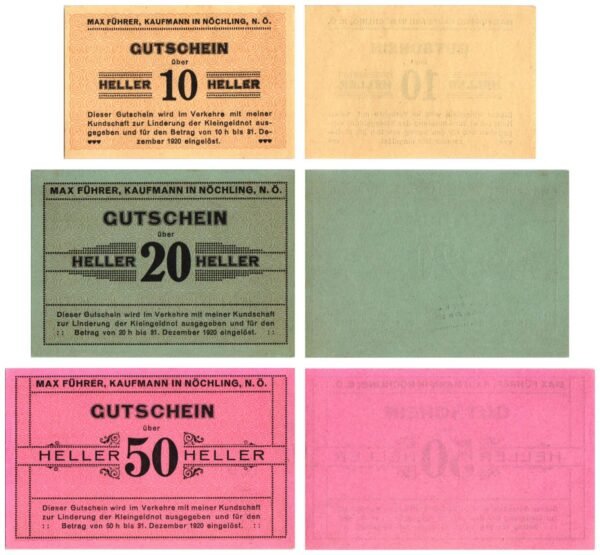 MAX FÜHRER, KAUFMANN IN NÖCHLING, N. Ö.
GUTSCHEIN
über
HELLER 10 HELLER
Dieser Gutschein wird im Verkehre mit meiner
Kundschaft zur Linderung der Kleingeldnot aus-
gegeben und für den Betrag von 10 h bis 31. De-
zember 1920 eingelöst.
MAX FÜHRER, KAUFMANN IN NÖCHLING, N. Ö.
GUTSCHEIN
über
HELLER 20 HELLER
Dieser Gutschein wird im Verkehre mit meiner Kundschaft
zur Linderung der Kleingeldnot ausgegeben und für den
:: Betrag von 20 h bis 31. Dezember 1920 eingelöst. ::
MAX FÜHRER, KAUFMANN IN NÖCHLING, N. Ö.
GUTSCHEIN
über
HELLER 50 HELLER
Dieser Gutschein wird im Verkehre mit meiner Kundschaft
zur Linderung der Kleingeldnot ausgegeben und für den
:: Betrag von 50 h bis 31. Dezember 1920 eingelöst. ::